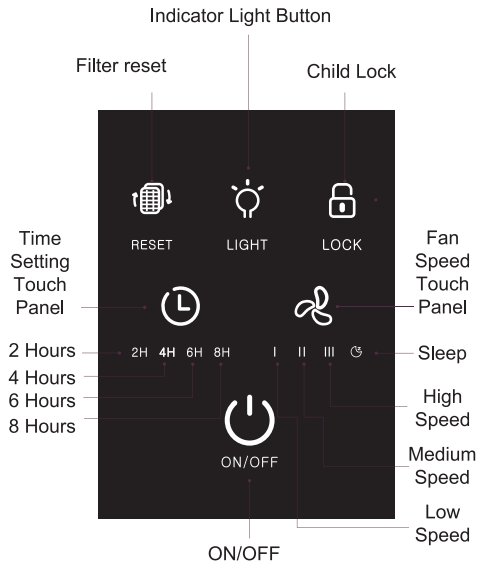 Indicator Light Button
Filter reset
Child Lock
RESET
LIGHT
LOCK
Time
Setting
Touch
Panel
Fan
Speed
Touch
Panel
2 Hours
4 Hours
6 Hours
8 Hours
2H 4H 6H 8H
I II III
Sleep
High
Speed
Medium
Speed
Low
Speed
ON/OFF
ON/OFF